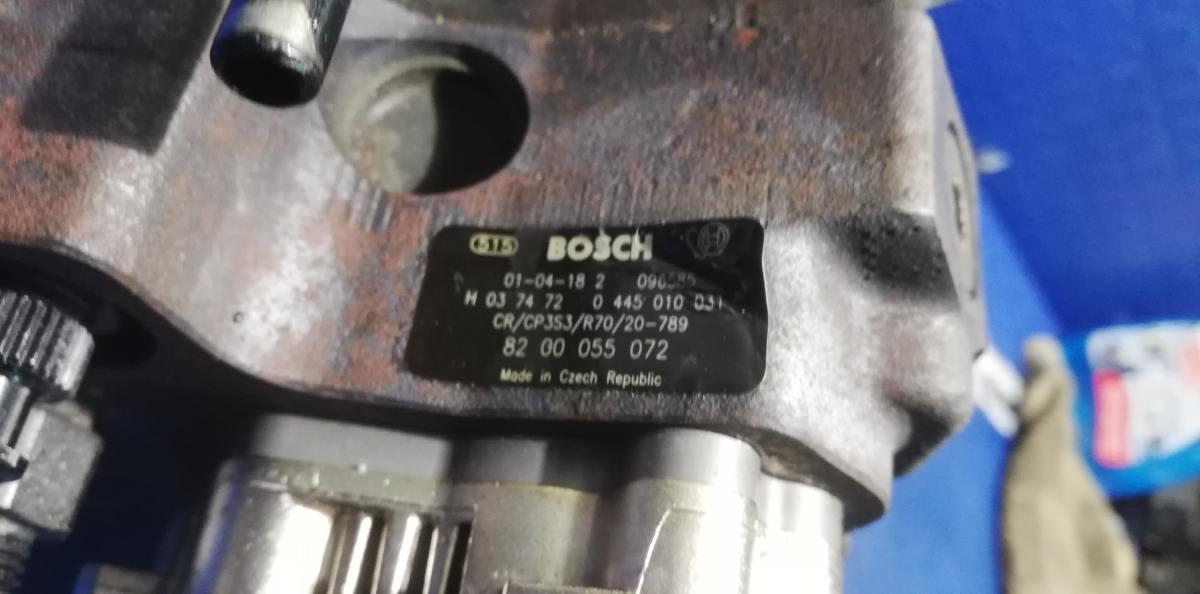 515 BOSCH
01-04-18 2 096585
H 03 74 72 0 445 010 031
CR/CP3S3/R70/20-789
82 00 055 072
Made in Czech Republic